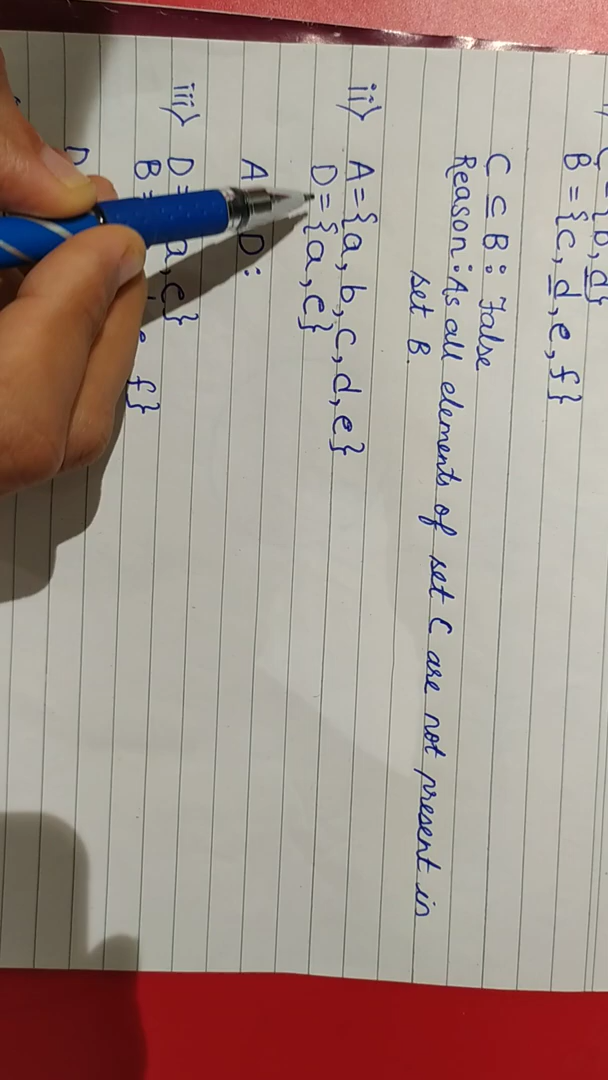 C = {b, d}
B = {c, d, e, f}
C ⊆ B : False
Reason : As all elements of set C are not present in
set B.
ii) A = {a, b, c, d, e}
D = {a, e}
A D :
iii) D = a, e}
B = e, f}
D